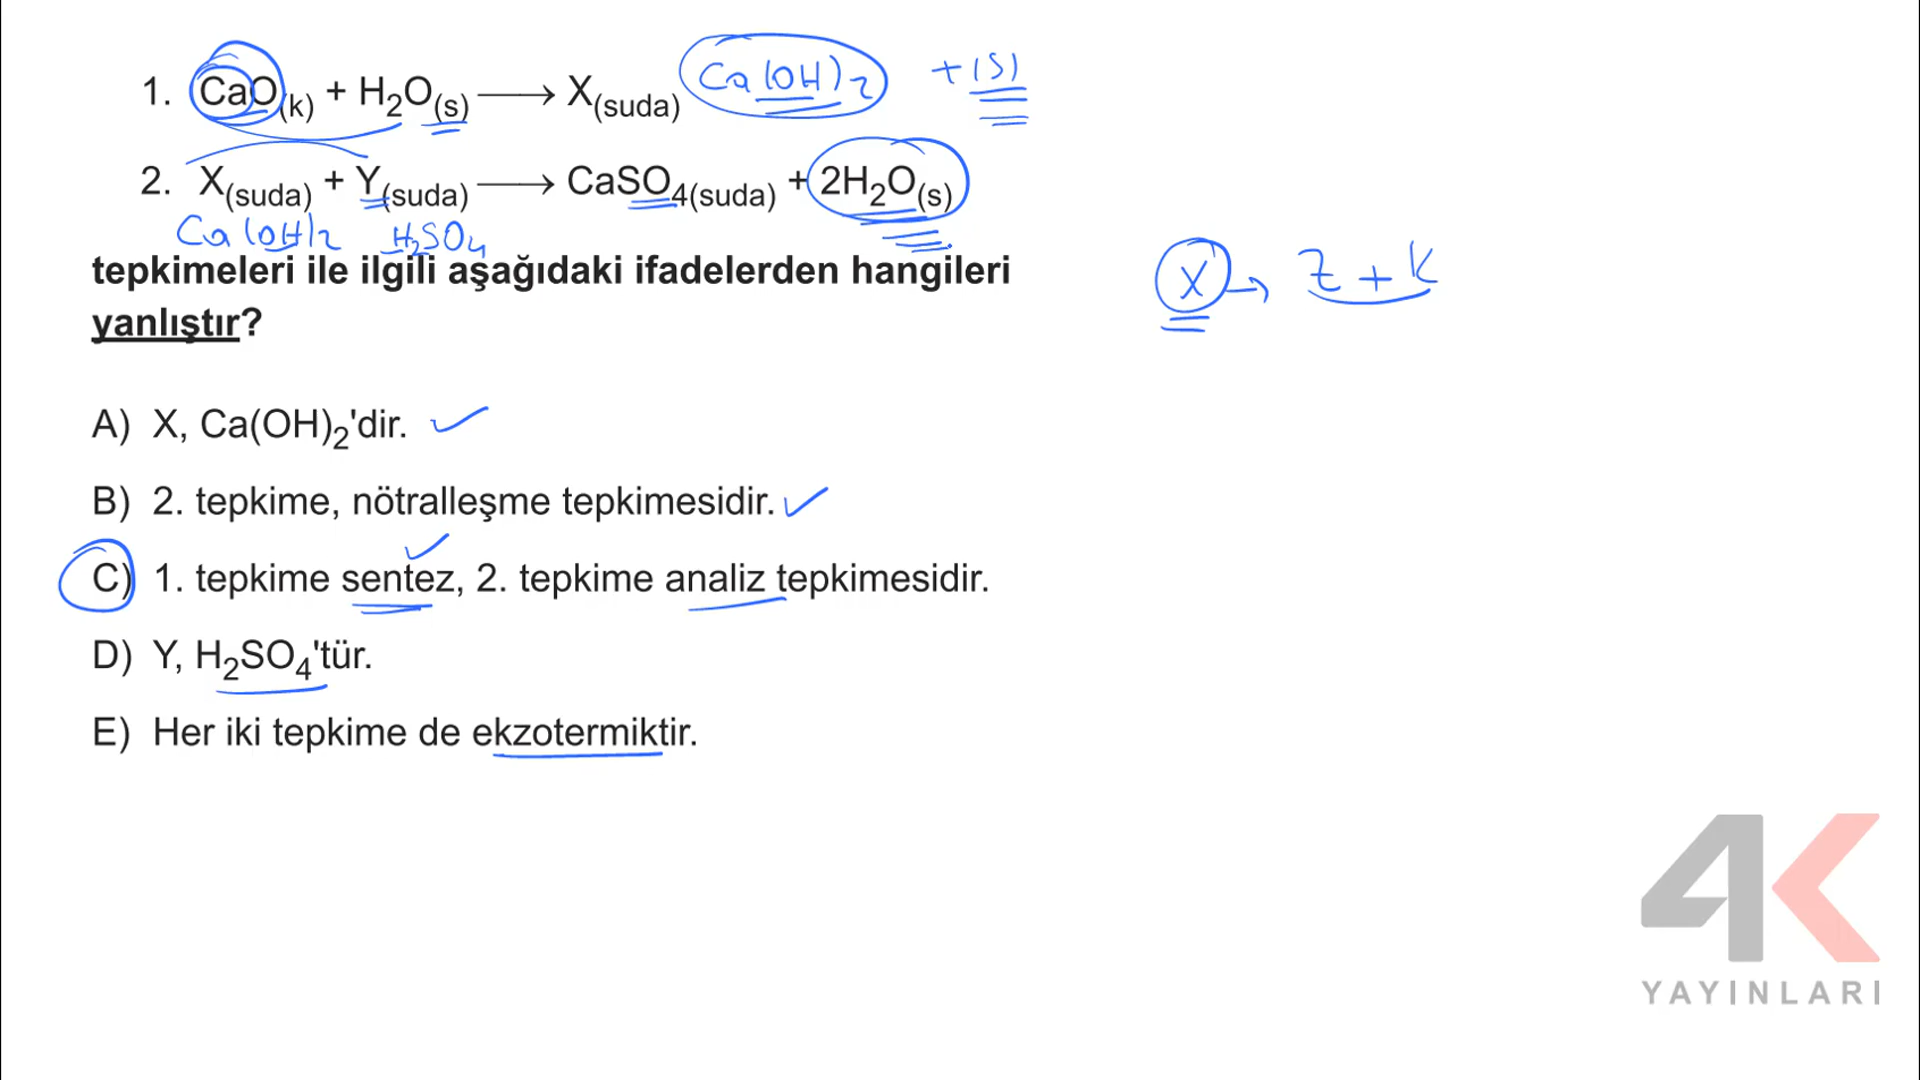 1. CaO(k) + H₂O(s) ⟶ X(suda) Ca(OH)₂ + ISI
2. X(suda) + Y(suda) ⟶ CaSO₄(suda) + 2H₂O(s)
Ca(OH)₂ H₂SO₄
tepkimeleri ile ilgili aşağıdaki ifadelerden hangileri
yanlıştır?
X → Z + K
A) X, Ca(OH)₂'dir.
B) 2. tepkime, nötralleşme tepkimesidir.
C) 1. tepkime sentez, 2. tepkime analiz tepkimesidir.
D) Y, H₂SO₄'tür.
E) Her iki tepkime de ekzotermiktir.
4K
YAYINLARI